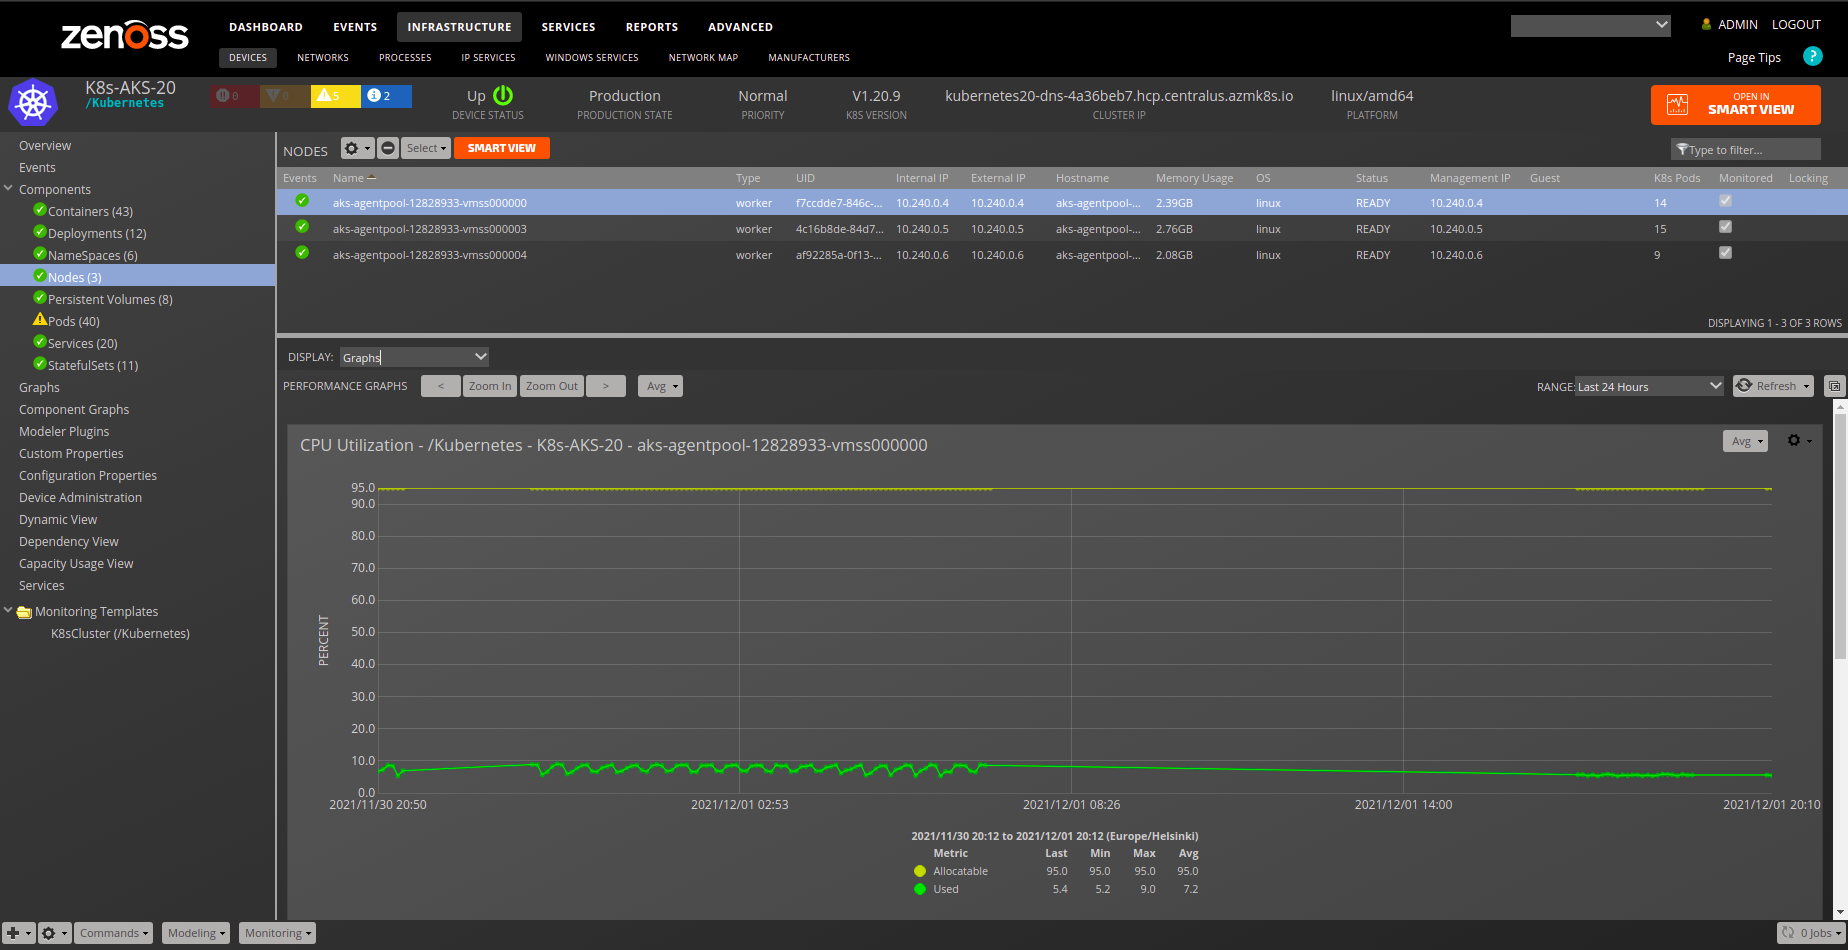 zenoss
DASHBOARD EVENTS INFRASTRUCTURE SERVICES REPORTS ADVANCED
ADMIN LOGOUT
DEVICES NETWORKS PROCESSES IP SERVICES WINDOWS SERVICES NETWORK MAP MANUFACTURERS
Page Tips ?
K8s-AKS-20
/Kubernetes
0 0 5 2
Up Production Normal V1.20.9 kubernetes20-dns-4a36beb7.hcp.centralus.azmk8s.io linux/amd64
DEVICE STATUS PRODUCTION STATE PRIORITY K8S VERSION CLUSTER IP PLATFORM
OPEN IN
SMART VIEW
Overview
Events
Components
Containers (43)
Deployments (12)
NameSpaces (6)
Nodes (3)
Persistent Volumes (8)
Pods (40)
Services (20)
StatefulSets (11)
Graphs
Component Graphs
Modeler Plugins
Custom Properties
Configuration Properties
Device Administration
Dynamic View
Dependency View
Capacity Usage View
Services
Monitoring Templates
K8sCluster (/Kubernetes)
NODES Select SMART VIEW Type to filter...
Events Name Type UID Internal IP External IP Hostname Memory Usage OS Status Management IP Guest K8s Pods Monitored Locking
aks-agentpool-12828933-vmss000000 worker f7ccdde7-846c-... 10.240.0.4 10.240.0.4 aks-agentpool-... 2.39GB linux READY 10.240.0.4 14
aks-agentpool-12828933-vmss000003 worker 4c16b8de-84d7... 10.240.0.5 10.240.0.5 aks-agentpool-... 2.76GB linux READY 10.240.0.5 15
aks-agentpool-12828933-vmss000004 worker af92285a-0f13-... 10.240.0.6 10.240.0.6 aks-agentpool-... 2.08GB linux READY 10.240.0.6 9
DISPLAYING 1 - 3 OF 3 ROWS
DISPLAY: Graphs
PERFORMANCE GRAPHS < Zoom In Zoom Out > Avg RANGE: Last 24 Hours Refresh
CPU Utilization - /Kubernetes - K8s-AKS-20 - aks-agentpool-12828933-vmss000000
Avg
95.0
90.0
80.0
70.0
60.0
50.0
40.0
30.0
20.0
10.0
0.0
PERCENT
2021/11/30 20:50 2021/12/01 02:53 2021/12/01 08:26 2021/12/01 14:00 2021/12/01 20:10
2021/11/30 20:12 to 2021/12/01 20:12 (Europe/Helsinki)
Metric Last Min Max Avg
Allocatable 95.0 95.0 95.0 95.0
Used 5.4 5.2 9.0 7.2
Commands Modeling Monitoring 0 Jobs